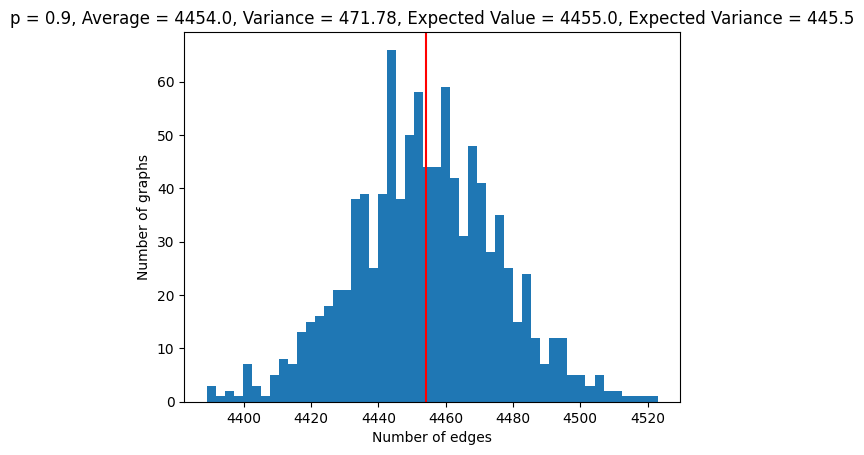 p = 0.9, Average = 4454.0, Variance = 471.78, Expected Value = 4455.0, Expected Variance = 445.5
60
50
40
30
20
10
0
Number of graphs
4400 4420 4440 4460 4480 4500 4520
Number of edges